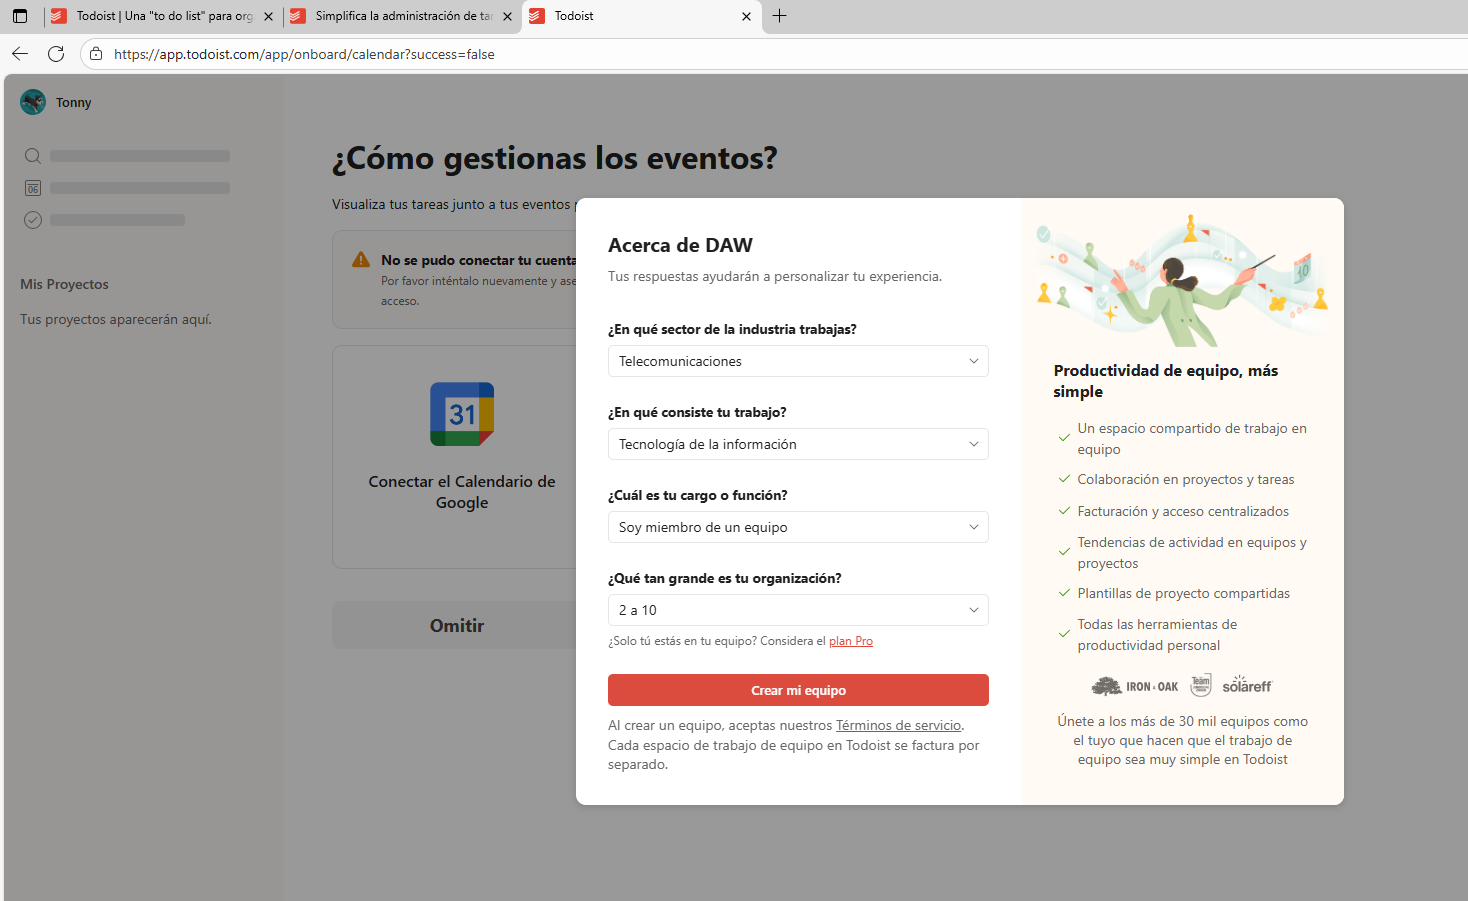 Todoist | Una "to do list" para org
Simplifica la administración de tar
Todoist
https://app.todoist.com/app/onboard/calendar?success=false
Tonny
06
Mis Proyectos
Tus proyectos aparecerán aquí.
¿Cómo gestionas los eventos?
Visualiza tus tareas junto a tus eventos p
No se pudo conectar tu cuenta
Por favor inténtalo nuevamente y ase
acceso.
31
Conectar el Calendario de
Google
Omitir
Acerca de DAW
Tus respuestas ayudarán a personalizar tu experiencia.
¿En qué sector de la industria trabajas?
Telecomunicaciones
¿En qué consiste tu trabajo?
Tecnología de la información
¿Cuál es tu cargo o función?
Soy miembro de un equipo
¿Qué tan grande es tu organización?
2 a 10
¿Solo tú estás en tu equipo? Considera el plan Pro
Crear mi equipo
Al crear un equipo, aceptas nuestros Términos de servicio.
Cada espacio de trabajo de equipo en Todoist se factura por
separado.
10
Productividad de equipo, más
simple
Un espacio compartido de trabajo en
equipo
Colaboración en proyectos y tareas
Facturación y acceso centralizados
Tendencias de actividad en equipos y
proyectos
Plantillas de proyecto compartidas
Todas las herramientas de
productividad personal
IRON & OAK Team solareff
Únete a los más de 30 mil equipos como
el tuyo que hacen que el trabajo de
equipo sea muy simple en Todoist